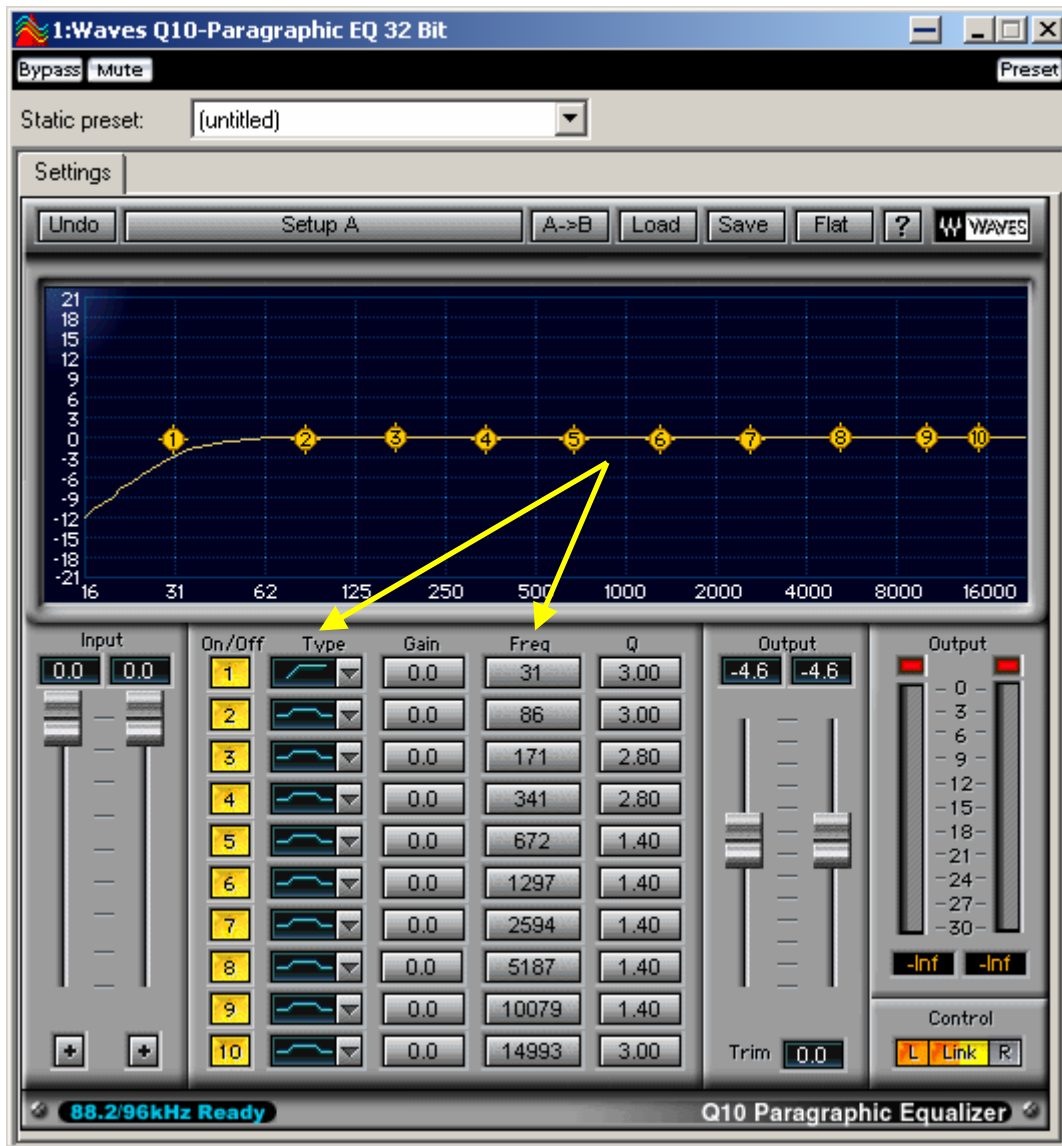 1:Waves Q10-Paragraphic EQ 32 Bit
Bypass Mute Preset
Static preset: (untitled)
Settings
Undo Setup A A->B Load Save Flat ? WAVES
21
18
15
12
9
6
3
0
-3
-6
-9
-12
-15
-18
-21
1 2 3 4 5 6 7 8 9 10
16 31 62 125 250 500 1000 2000 4000 8000 16000
Input On/Off Type Gain Freq Q Output Output
0.0 0.0 1 0.0 31 3.00 -4.6 -4.6
2 0.0 86 3.00
3 0.0 171 2.80
4 0.0 341 2.80
5 0.0 672 1.40
6 0.0 1297 1.40
7 0.0 2594 1.40
8 0.0 5187 1.40
9 0.0 10079 1.40
+ + 10 0.0 14993 3.00
Trim 0.0
- 0 -
- 3 -
- 6 -
- 9 -
-12-
-15-
-18-
-21-
-24-
-27-
-30-
-Inf -Inf
Control
L Link R
88.2/96kHz Ready Q10 Paragraphic Equalizer